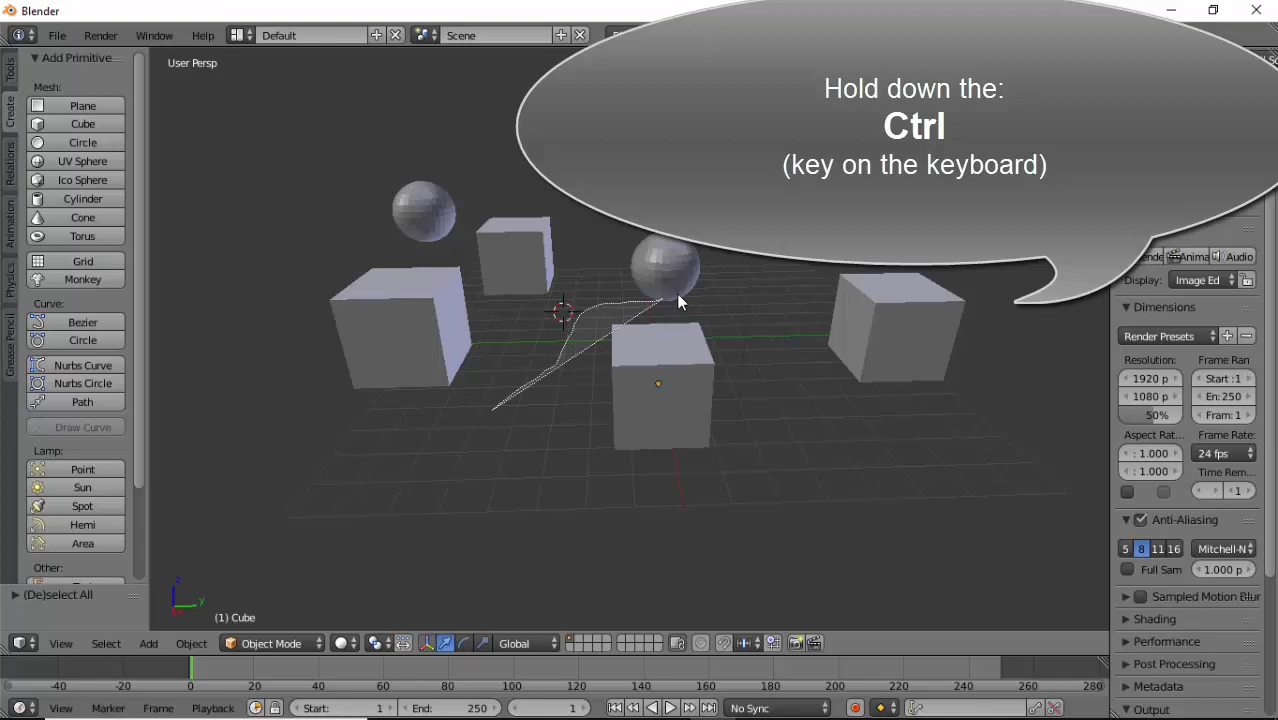 Blender
File Render Window Help Default Scene
Hold down the:
Ctrl
(key on the keyboard)
Tools
Create
Relations
Animation
Physics
Grease Pencil
Add Primitive
Mesh:
Plane
Cube
Circle
UV Sphere
Ico Sphere
Cylinder
Cone
Torus
Grid
Monkey
Curve:
Bezier
Circle
Nurbs Curve
Nurbs Circle
Path
Draw Curve
Lamp:
Point
Sun
Spot
Hemi
Area
Other:
(De)select All
User Persp
z
y
(1) Cube
Anima Audio
Display: Image Ed
Dimensions
Render Presets
Resolution: Frame Ran
1920 p Start :1
1080 p En: 250
50% Fram: 1
Aspect Rat... Frame Rate:
: 1.000 24 fps
: 1.000 Time Rem...
1
Anti-Aliasing
5 8 11 16 Mitchell-N
Full Sam 1.000 p
Sampled Motion Blur
Shading
Performance
Post Processing
Metadata
Output
View Select Add Object Object Mode Global
-40 -20 0 20 40 60 80 100 120 140 160 180 200 220 240 260 280
View Marker Frame Playback Start: 1 End: 250 1 No Sync